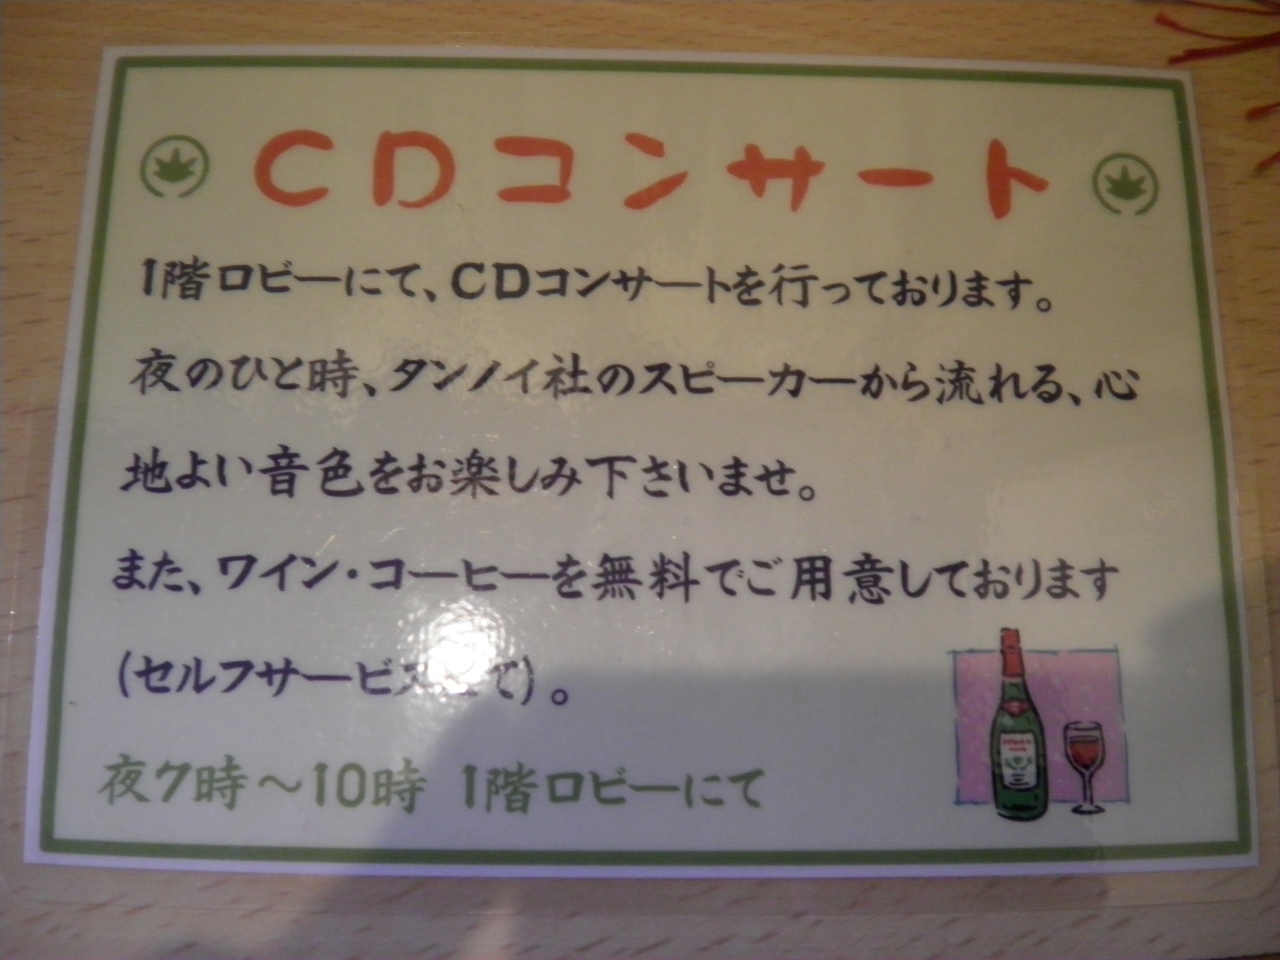 CDコンサート
1階ロビーにて、CDコンサートを行っております。
夜のひと時、タンノイ社のスピーカーから流れる、心
地よい音色をお楽しみ下さいませ。
また、ワイン・コーヒーを無料でご用意しております
(セルフサービスにて)。
夜7時～10時 1階ロビーにて